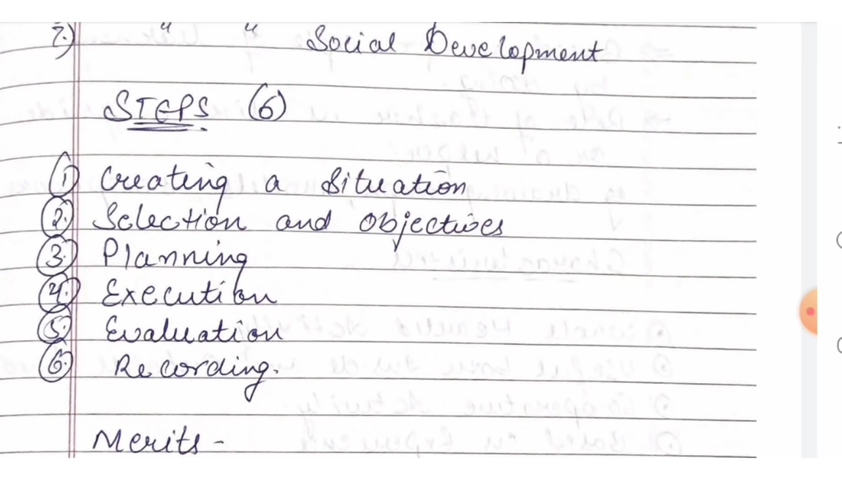 7) " " Social Development
STEPS (6)
① Creating a Situation
② Selection and Objectives
③ Planning
④ Execution
⑤ Evaluation
⑥ Recording.
Merits -